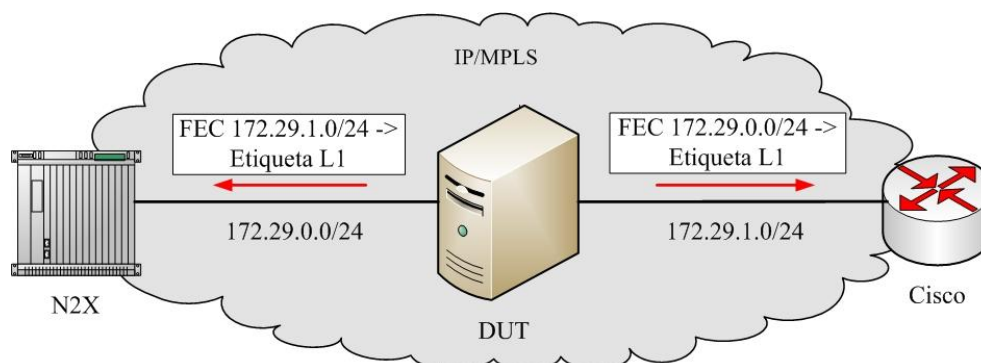 IP/MPLS
FEC 172.29.1.0/24 ->
Etiqueta L1
FEC 172.29.0.0/24 ->
Etiqueta L1
172.29.0.0/24
172.29.1.0/24
N2X
DUT
Cisco